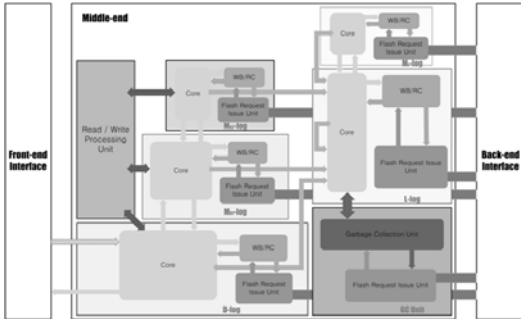 Middle-end
Front-end
Interface
Back-end
Interface
Read / Write
Processing
Unit
Core
WB/RC
Flash Request
Issue Unit
Core
WB/RC
Flash Request
Issue Unit
Core
WB/RC
Flash Request
Issue Unit
D-log
Core
WB/RC
Flash Request
Issue Unit
Core
WB/RC
Flash Request Issue
Unit
L-log
Garbage Collection Unit
Flash Request Issue Unit
GC Unit